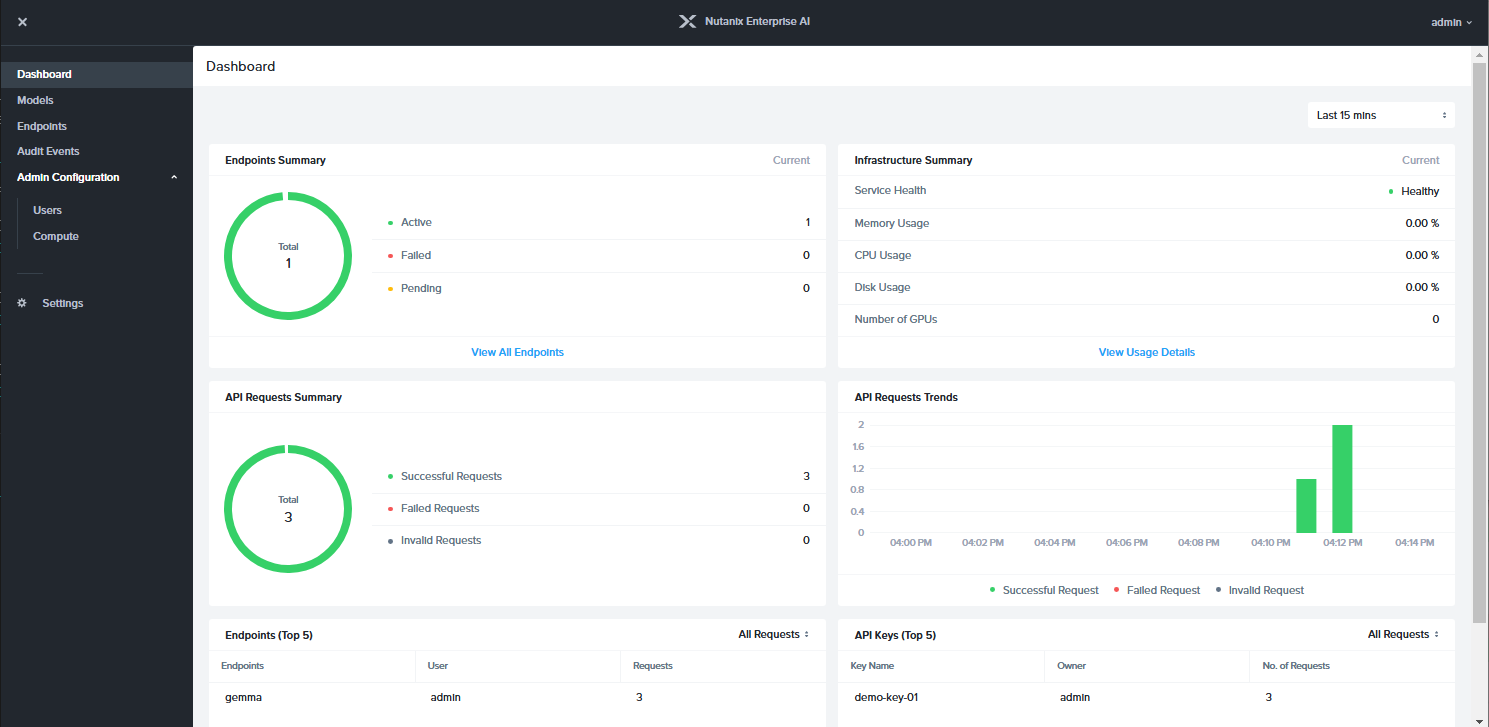 Nutanix Enterprise AI
admin
Dashboard
Models
Endpoints
Audit Events
Admin Configuration
Users
Compute
Settings
Dashboard
Last 15 mins
Endpoints Summary Current
Total
1
Active 1
Failed 0
Pending 0
View All Endpoints
Infrastructure Summary Current
Service Health Healthy
Memory Usage 0.00 %
CPU Usage 0.00 %
Disk Usage 0.00 %
Number of GPUs 0
View Usage Details
API Requests Summary
Total
3
Successful Requests 3
Failed Requests 0
Invalid Requests 0
API Requests Trends
2
1.6
1.2
0.8
0.4
0
04:00 PM 04:02 PM 04:04 PM 04:06 PM 04:08 PM 04:10 PM 04:12 PM 04:14 PM
Successful Request Failed Request Invalid Request
Endpoints (Top 5) All Requests
Endpoints User Requests
gemma admin 3
API Keys (Top 5) All Requests
Key Name Owner No. of Requests
demo-key-01 admin 3